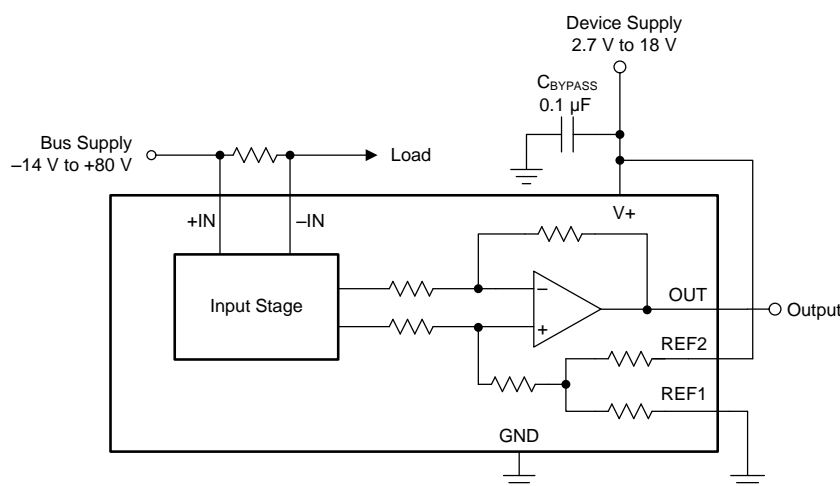 Device Supply
2.7 V to 18 V
C_BYPASS
0.1 µF
Bus Supply
–14 V to +80 V
Load
+IN
–IN
V+
Input Stage
–
+
OUT
Output
REF2
REF1
GND